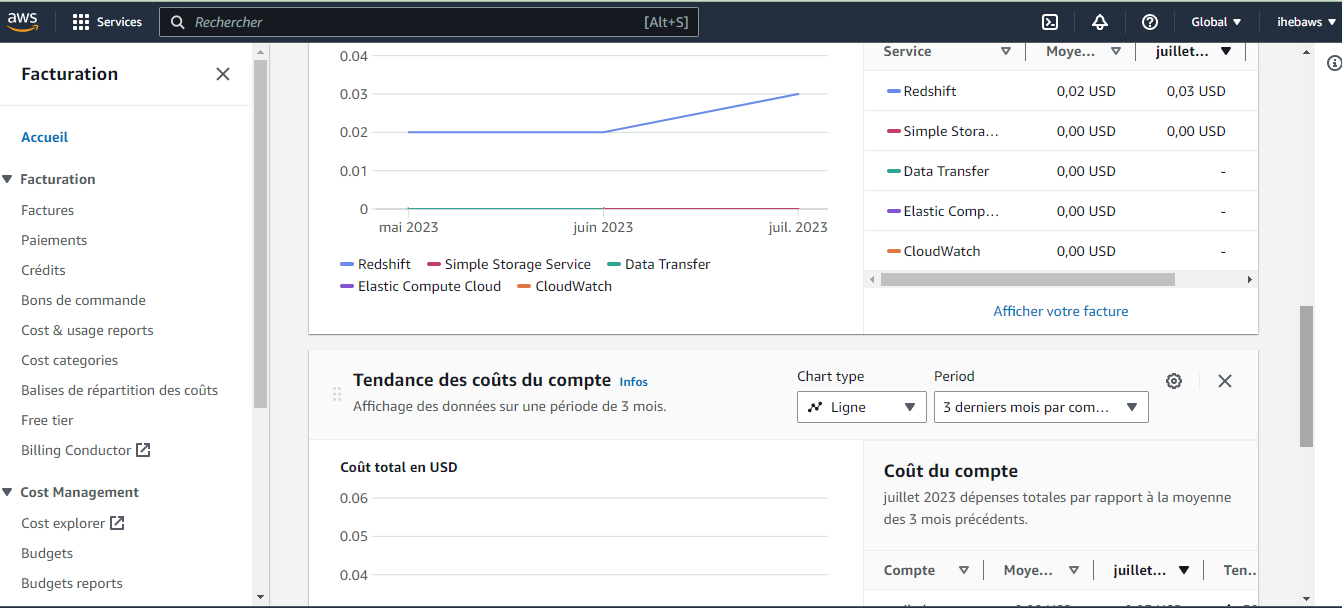 aws Services Rechercher [Alt+S] Global ihebaws
Facturation
Accueil
Facturation
Factures
Paiements
Crédits
Bons de commande
Cost & usage reports
Cost categories
Balises de répartition des coûts
Free tier
Billing Conductor
Cost Management
Cost explorer
Budgets
Budgets reports
0.04
0.03
0.02
0.01
0
mai 2023 juin 2023 juil. 2023
Redshift Simple Storage Service Data Transfer
Elastic Compute Cloud CloudWatch
Service Moye... juillet...
Redshift 0,02 USD 0,03 USD
Simple Stora... 0,00 USD 0,00 USD
Data Transfer 0,00 USD -
Elastic Comp... 0,00 USD -
CloudWatch 0,00 USD -
Afficher votre facture
Tendance des coûts du compte Infos
Affichage des données sur une période de 3 mois.
Chart type
Ligne
Period
3 derniers mois par com...
Coût total en USD
0.06
0.05
0.04
Coût du compte
juillet 2023 dépenses totales par rapport à la moyenne
des 3 mois précédents.
Compte Moye... juillet... Ten...